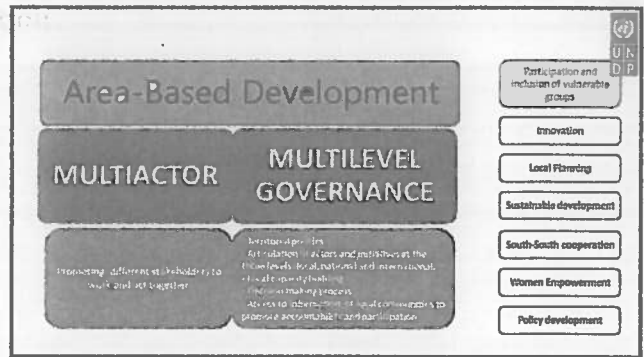 UN
DP
Area-Based Development
MULTIACTOR
MULTILEVEL
GOVERNANCE
Promoting different stakeholders to
work and act together
Territorial
Articulation of actors and initiatives at the
three levels: local, national and international.
Local capacity building
Decision making process
Access to information of local communities to
promote accountability and participation
Participation and
inclusion of vulnerable
groups
Innovation
Local Planning
Sustainable development
South-South cooperation
Women Empowerment
Policy development